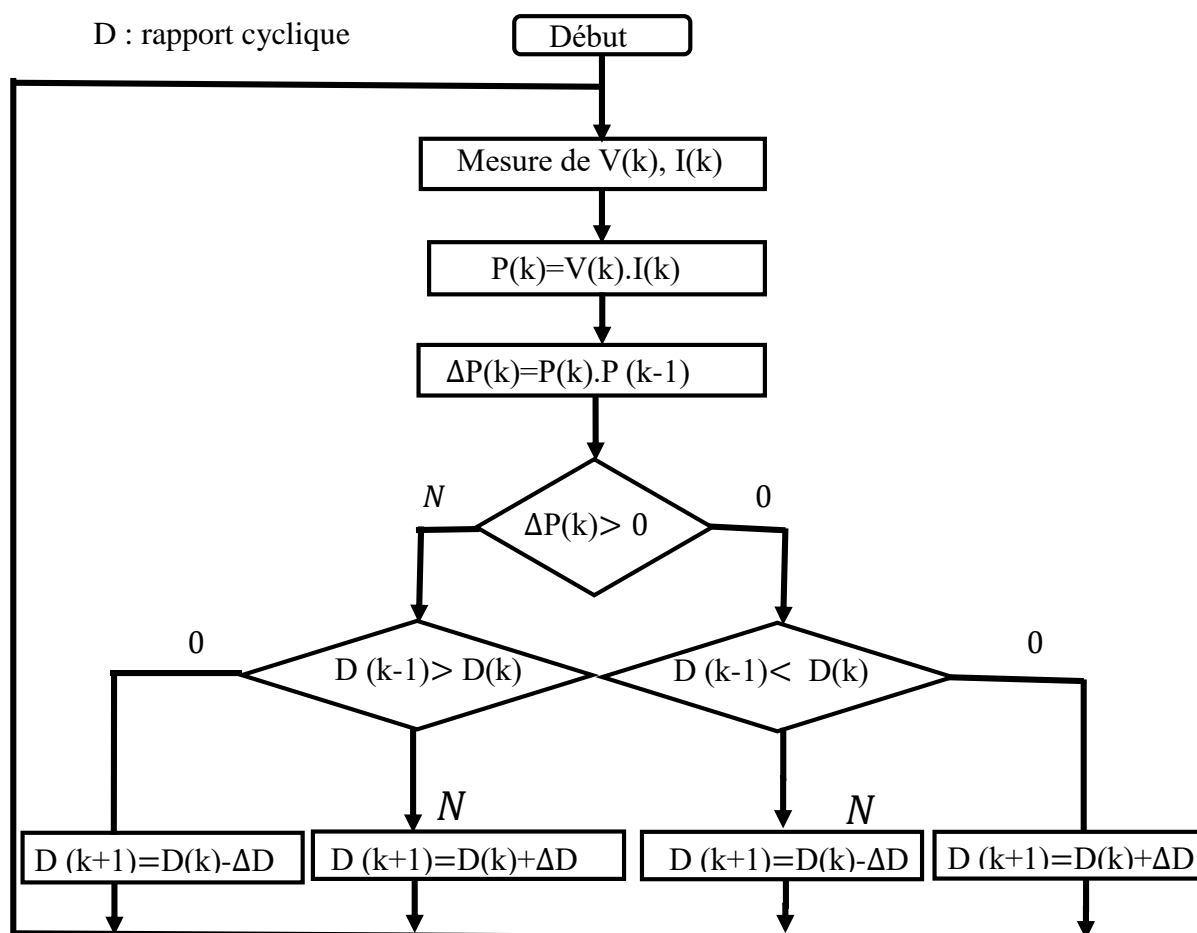 D : rapport cyclique
Début
Mesure de V(k), I(k)
P(k)=V(k).I(k)
ΔP(k)=P(k).P (k-1)
N
0
ΔP(k)> 0
0
0
D (k-1)> D(k)
D (k-1)< D(k)
N
N
D (k+1)=D(k)-ΔD
D (k+1)=D(k)+ΔD
D (k+1)=D(k)-ΔD
D (k+1)=D(k)+ΔD